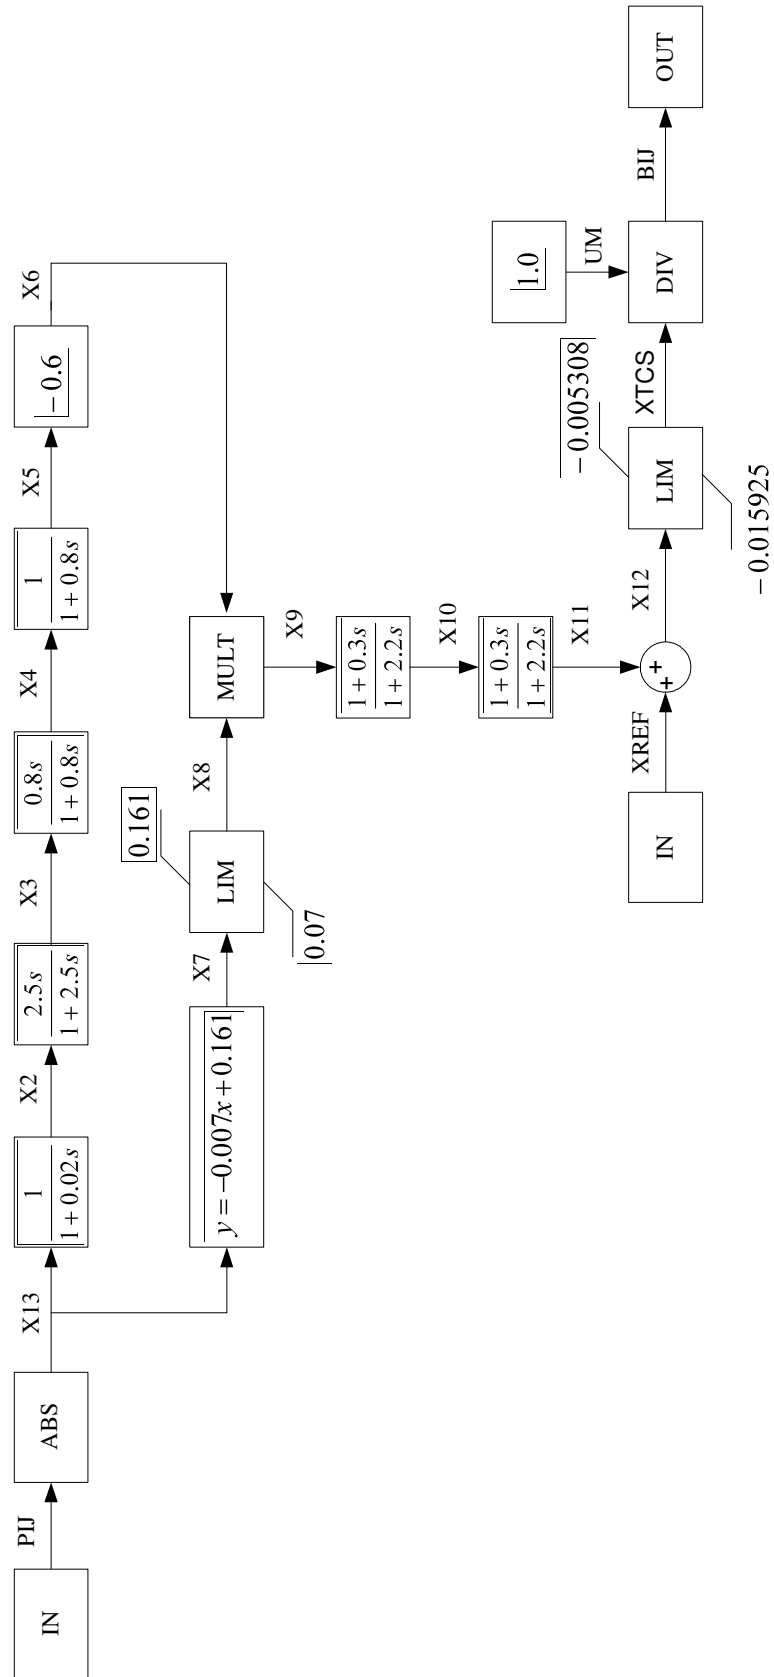 IN
PIJ
ABS
X13
1
1 + 0.02s
X2
2.5s
1 + 2.5s
X3
0.8s
1 + 0.8s
X4
1
1 + 0.8s
X5
− 0.6
X6
y = −0.007x + 0.161
X7
LIM
0.161
0.07
X8
MULT
X9
1 + 0.3s
1 + 2.2s
X10
1 + 0.3s
1 + 2.2s
X11
IN
XREF
+
+
X12
LIM
− 0.005308
− 0.015925
XTCS
1.0
UM
DIV
BIJ
OUT